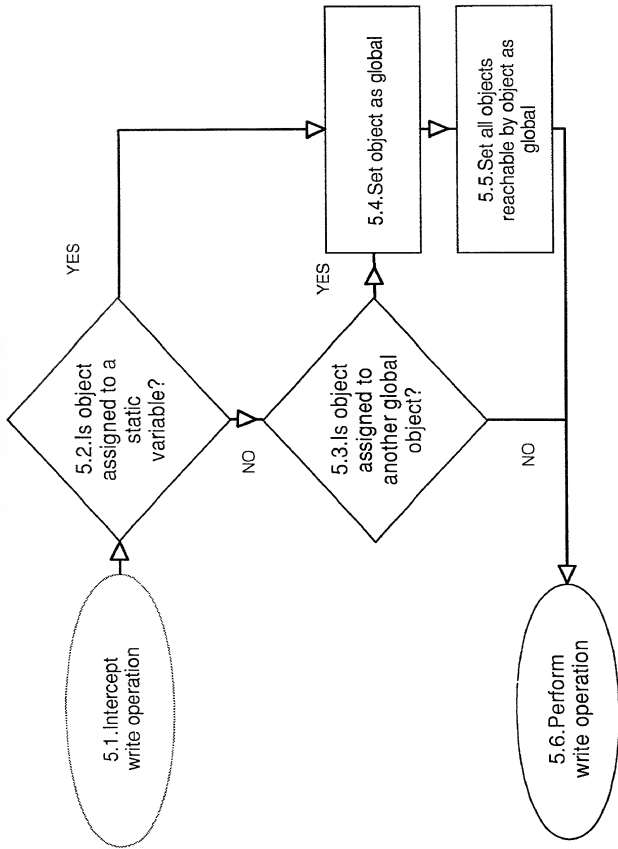 5.1.Intercept
write operation
5.2.Is object
assigned to a
static
variable?
YES
NO
5.3.Is object
assigned to
another global
object?
YES
NO
5.4.Set object as global
5.5.Set all objects
reachable by object as
global
5.6.Perform
write operation